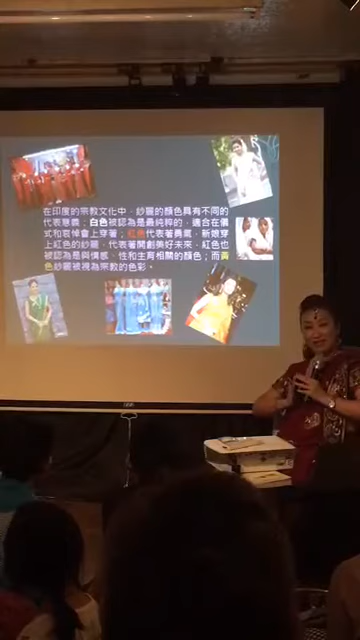 在印度的宗教文化中，紗麗的顏色具有不同的
代表意義，白色被認為是最純粹的，適合在儀
式和哀悼會上穿著；紅色代表著勇氣，新娘穿
上紅色的紗麗，代表著開創美好未來，紅色也
被認為是與情感、性和生育相關的顏色；而黃
色紗麗被視為宗教的色彩。